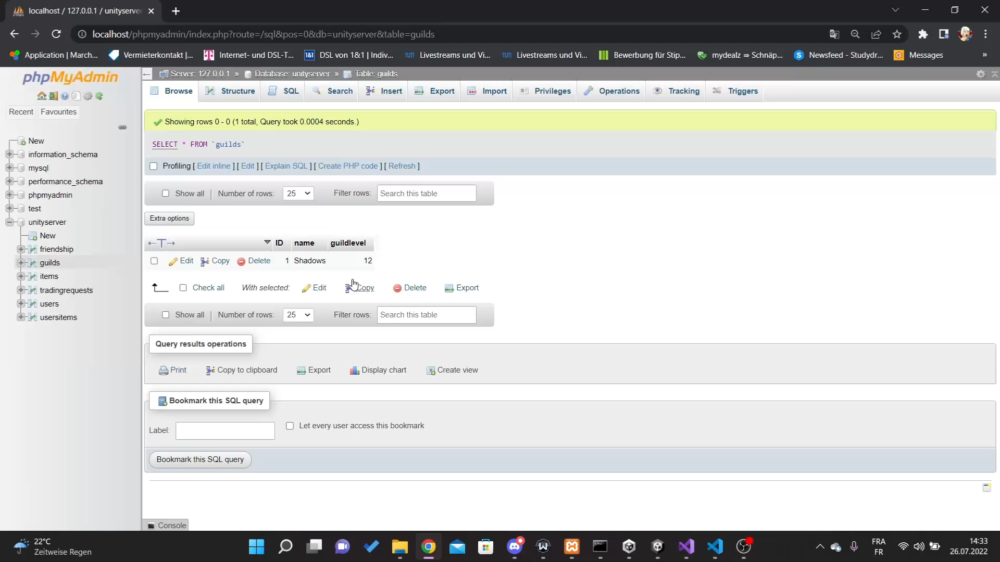 localhost / 127.0.0.1 / unityserver
localhost/phpmyadmin/index.php?route=/sql&pos=0&db=unityserver&table=guilds
Application | March... Vermieterkontakt |... Internet- und DSL-T... 1&1 DSL von 1&1 | Indiv... TUM Livestreams und Vi... TUM Livestreams und Vi... Bewerbung für Stip... mydealz ⇒ Schnäp... Newsfeed - Studydr... Messages »
phpMyAdmin
Recent Favourites
New
information_schema
mysql
performance_schema
phpmyadmin
test
unityserver
New
friendship
guilds
items
tradingrequests
users
usersitems
Server: 127.0.0.1 » Database: unityserver » Table: guilds
Browse Structure SQL Search Insert Export Import Privileges Operations Tracking Triggers
Showing rows 0 - 0 (1 total, Query took 0.0004 seconds.)
SELECT * FROM `guilds`
Profiling [ Edit inline ] [ Edit ] [ Explain SQL ] [ Create PHP code ] [ Refresh ]
Show all | Number of rows: 25 Filter rows: Search this table
Extra options
←T→ ID name guildlevel
Edit Copy Delete 1 Shadows 12
Check all With selected: Edit Copy Delete Export
Show all | Number of rows: 25 Filter rows: Search this table
Query results operations
Print Copy to clipboard Export Display chart Create view
Bookmark this SQL query
Label: Let every user access this bookmark
Bookmark this SQL query
Console
22°C
Zeitweise Regen
FRA
FR
14:33
26.07.2022